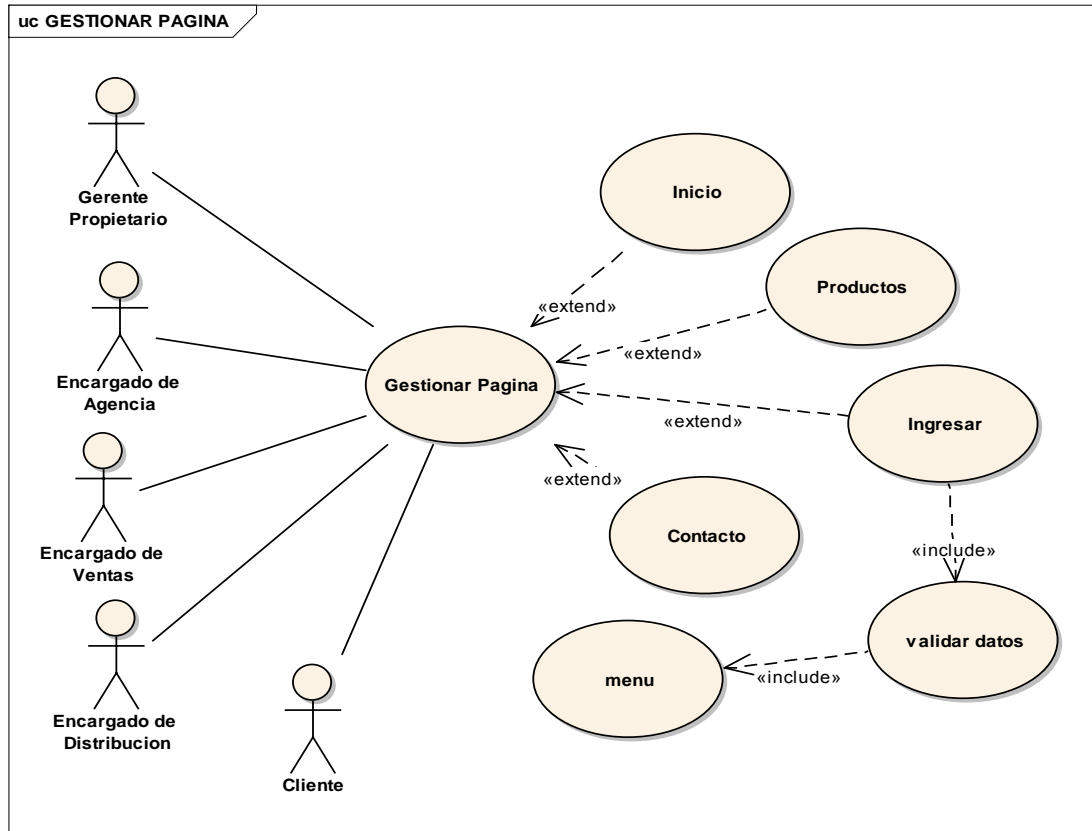 uc GESTIONAR PAGINA
Gerente
Propietario
Encargado de
Agencia
Encargado de
Ventas
Encargado de
Distribucion
Cliente
Gestionar Pagina
Inicio
«extend»
Productos
«extend»
Ingresar
«extend»
«extend»
Contacto
«include»
validar datos
«include»
menu